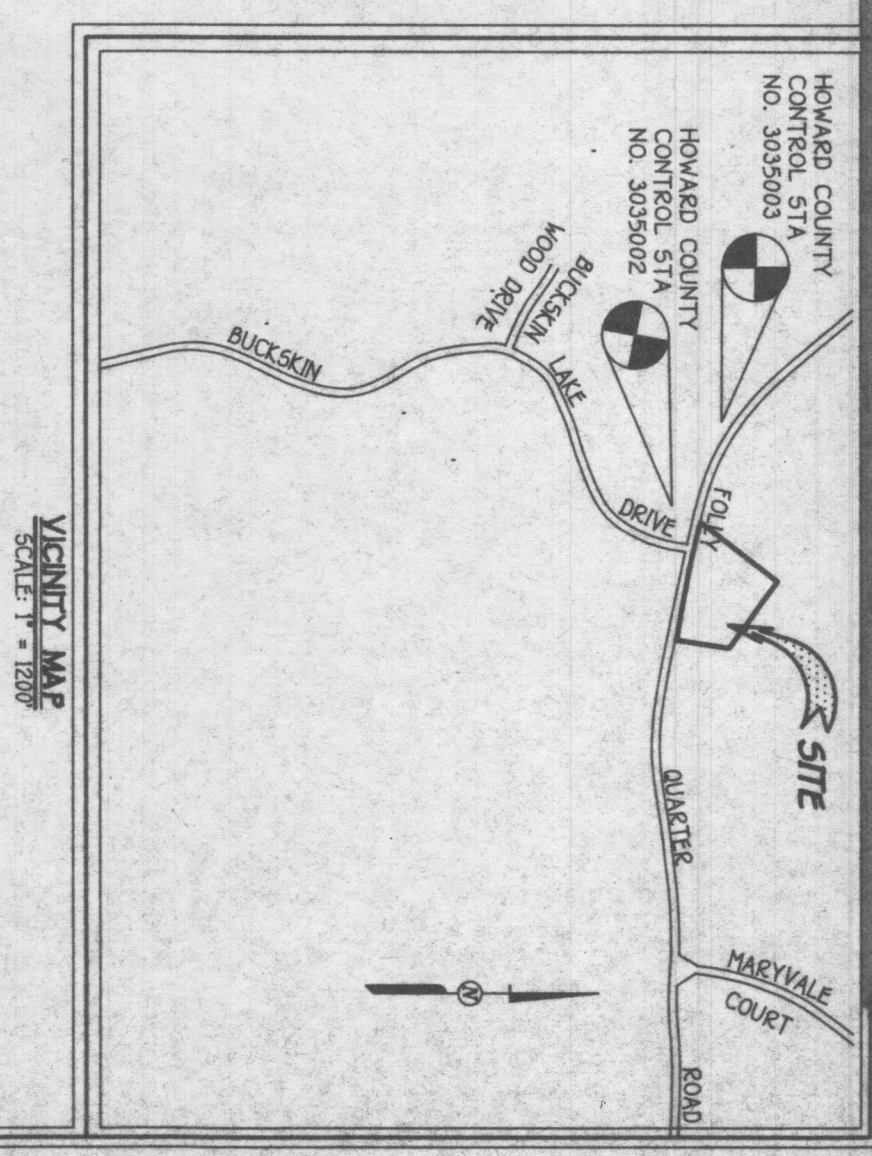 HOWARD COUNTY
CONTROL STA
NO. 3035003
HOWARD COUNTY
CONTROL STA
NO. 3035002
BUCKSKIN
WOOD DRIVE
BUCKSKIN
LAKE
DRIVE
FOLLY
QUARTER
ROAD
SITE
MARYVALE
COURT
N
VICINITY MAP
SCALE: 1" = 1200'